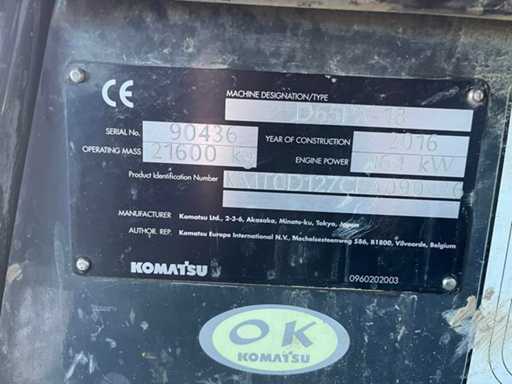 CE
MACHINE DESIGNATION/TYPE
SERIAL No. 90436 YEAR OF CONSTRUCTION 2016
OPERATING MASS 21600 kg ENGINE POWER kW
Product Identification Number
MANUFACTURER Komatsu Ltd., 2-3-6, Akasaka, Minato-ku, Tokyo, Japan
AUTHOR. REP. Komatsu Europe International N.V., Mechelsesteenweg 586, B1800, Vilvoorde, Belgium
KOMATSU 0960202003
OK
KOMATSU